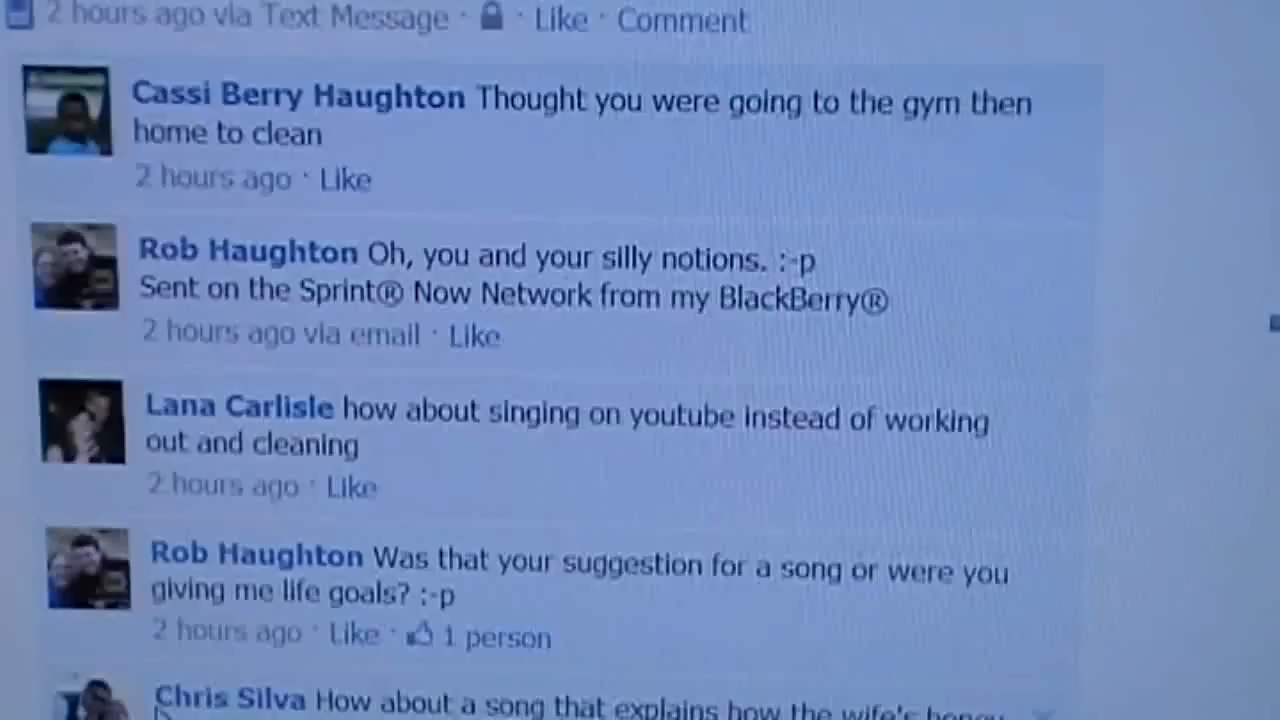 2 hours ago via Text Message · Like · Comment
Cassi Berry Haughton Thought you were going to the gym then
home to clean
2 hours ago · Like
Rob Haughton Oh, you and your silly notions. :-p
Sent on the Sprint® Now Network from my BlackBerry®
2 hours ago via email · Like
Lana Carlisle how about singing on youtube instead of working
out and cleaning
2 hours ago · Like
Rob Haughton Was that your suggestion for a song or were you
giving me life goals? :-p
2 hours ago · Like · 1 person
Chris Silva How about a song that explains how the wife's